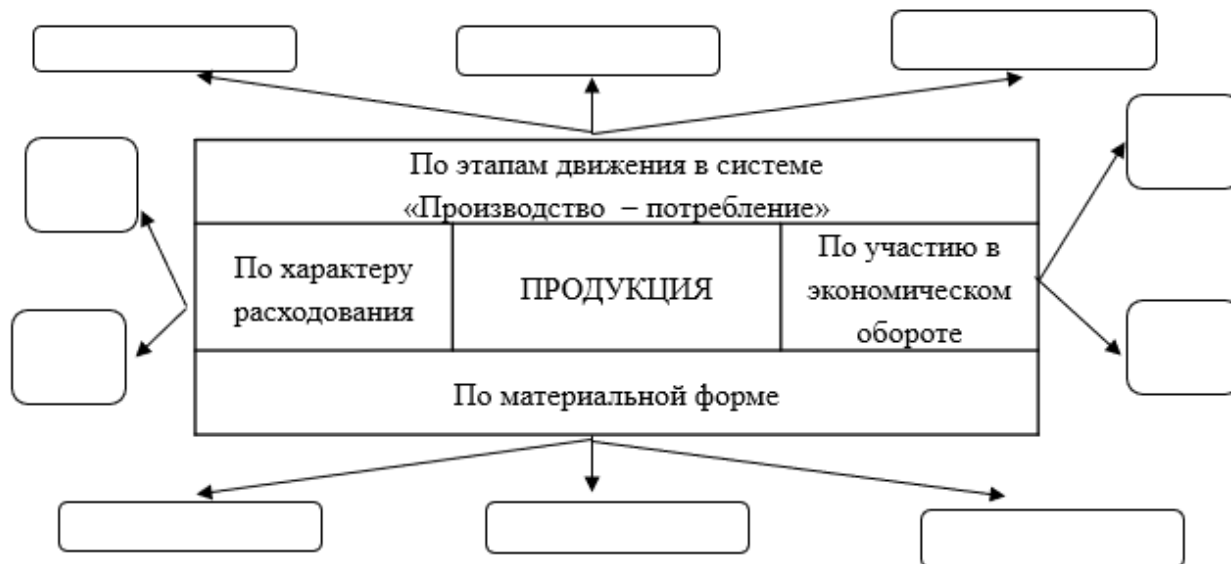 По этапам движения в системе
«Производство – потребление»
По характеру
расходования
ПРОДУКЦИЯ
По участию в
экономическом
обороте
По материальной форме